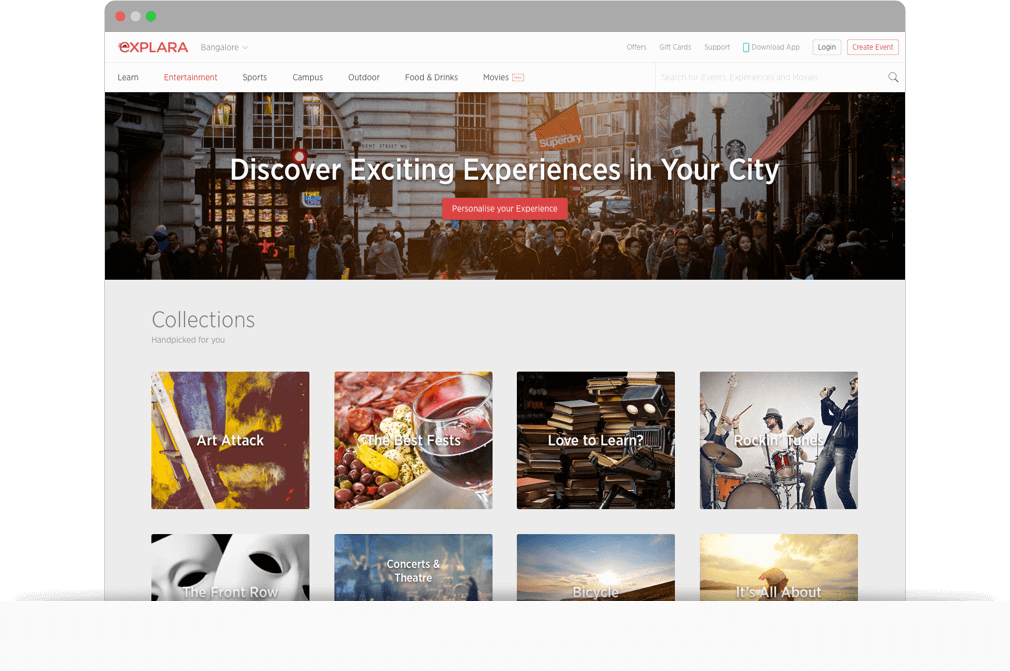 eXPLARA
Bangalore
Offers
Gift Cards
Support
Download App
Login
Create Event
Learn
Entertainment
Sports
Campus
Outdoor
Food & Drinks
Movies
Search for Events, Experiences and Movies
Superdry
Discover Exciting Experiences in Your City
Personalise your Experience
Collections
Handpicked for you
Art Attack
The Best Fests
Love to Learn?
Rockin' Tunes
Concerts &
Theatre
The Front Row
Bicycle
It's All About